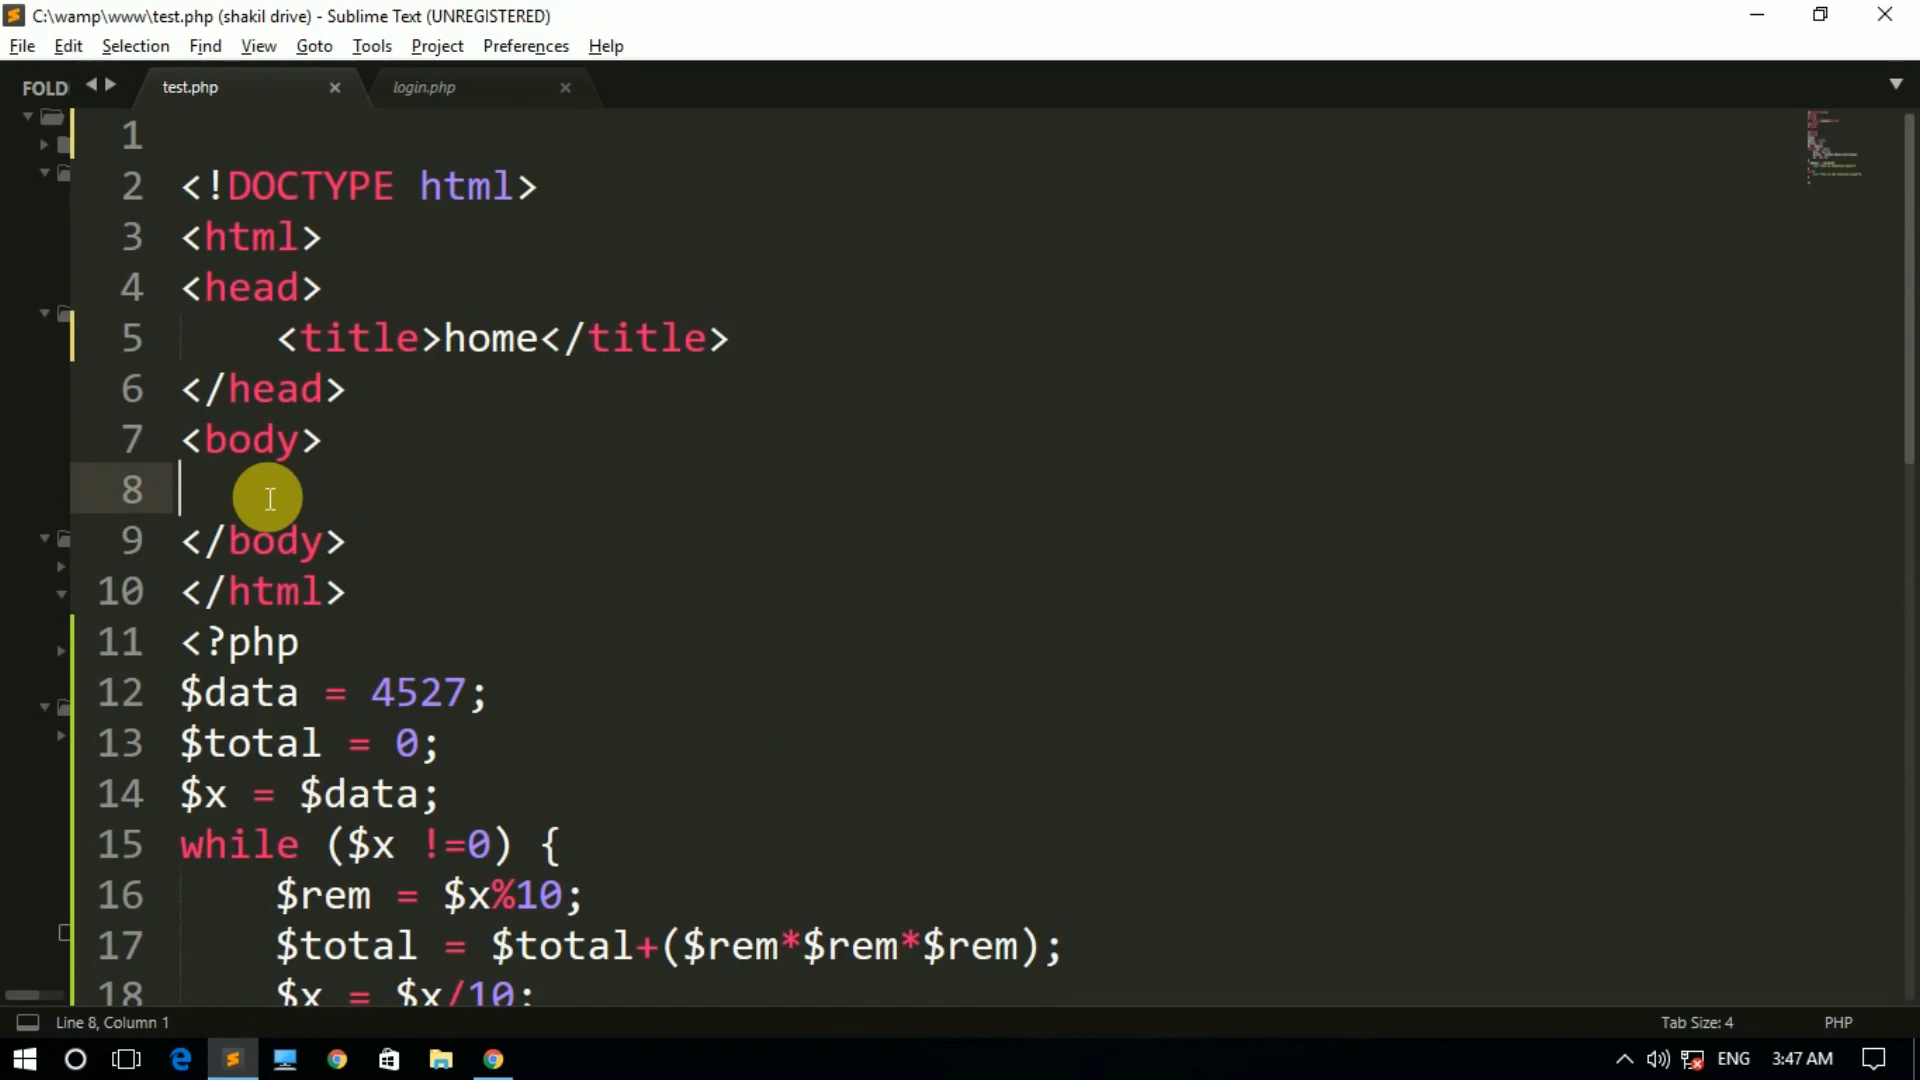 C:\wamp\www\test.php (shakil drive) - Sublime Text (UNREGISTERED)
File Edit Selection Find View Goto Tools Project Preferences Help
FOLD
test.php
login.php
1
2 <!DOCTYPE html>
3 <html>
4 <head>
5 <title>home</title>
6 </head>
7 <body>
8
9 </body>
10 </html>
11 <?php
12 $data = 4527;
13 $total = 0;
14 $x = $data;
15 while ($x !=0) {
16 $rem = $x%10;
17 $total = $total+($rem*$rem*$rem);
18 $x = $x/10;
Line 8, Column 1
Tab Size: 4
PHP
ENG
3:47 AM